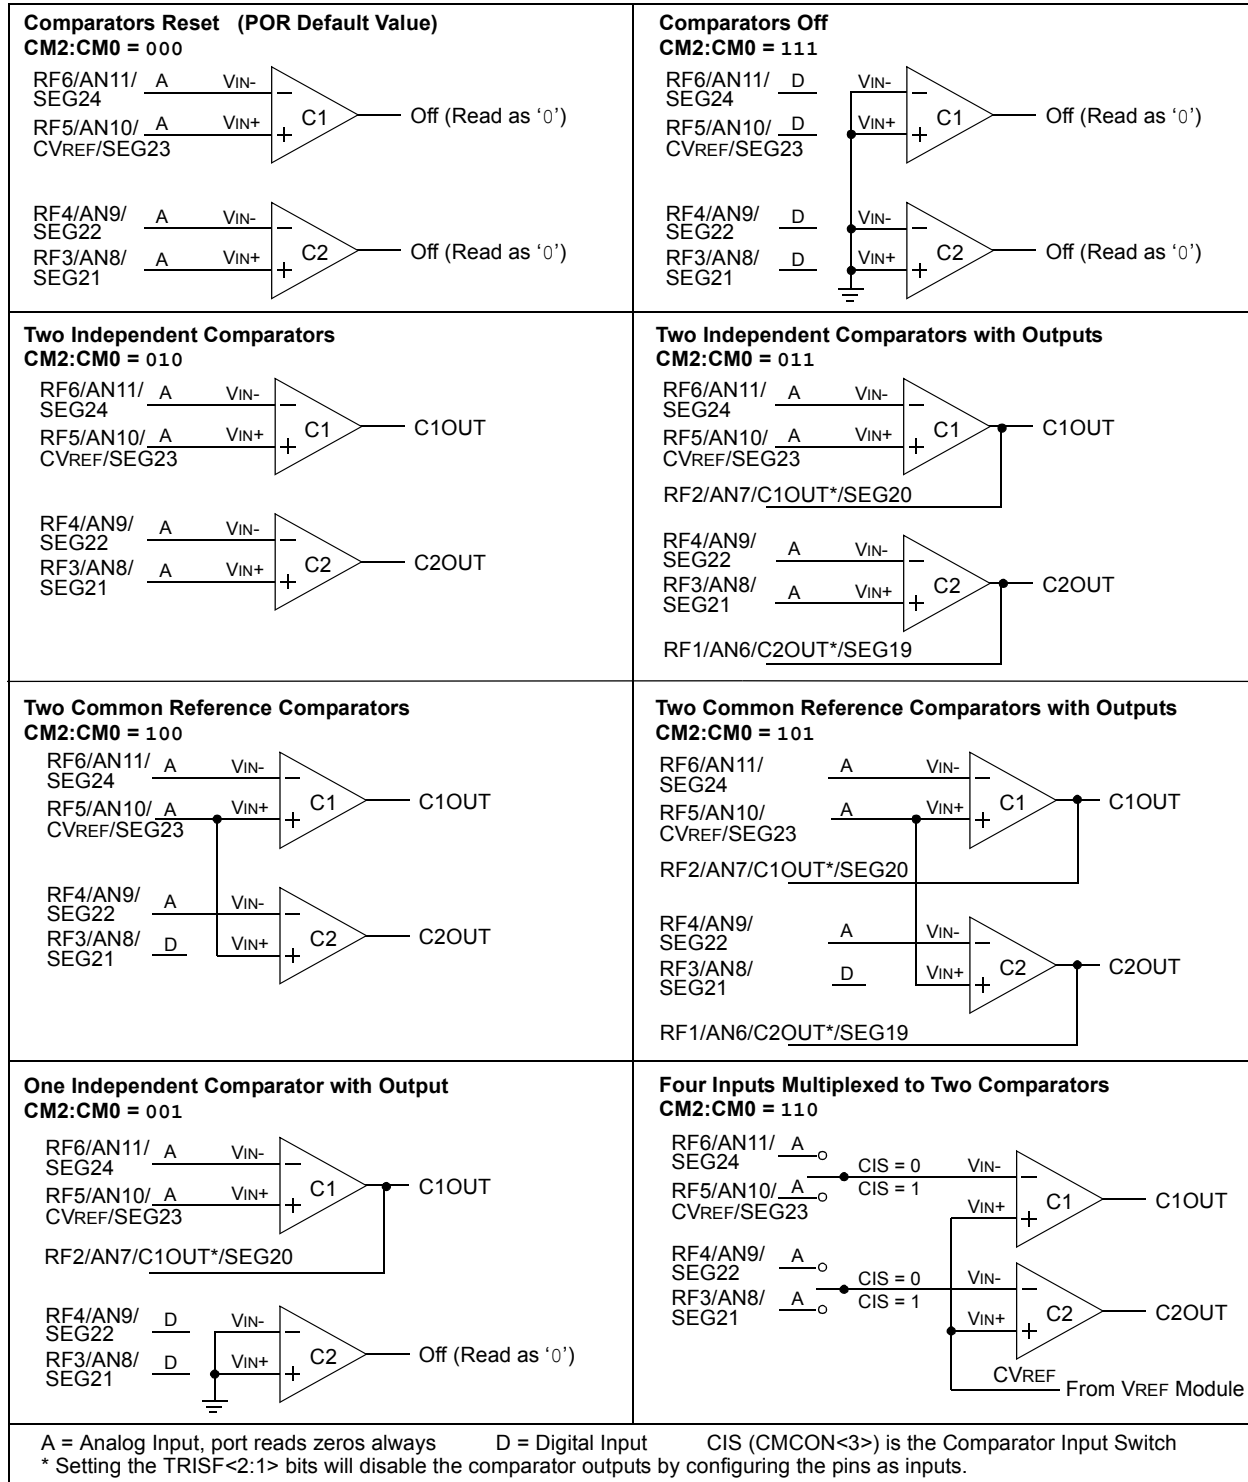 Comparators Reset (POR Default Value)
CM2:CM0 = 000
RF6/AN11/ A VIN-
SEG24
C1 Off (Read as ‘0’)
RF5/AN10/ A VIN+
CVREF/SEG23
RF4/AN9/ A VIN-
SEG22
C2 Off (Read as ‘0’)
RF3/AN8/ A VIN+
SEG21
Comparators Off
CM2:CM0 = 111
RF6/AN11/ D VIN-
SEG24
C1 Off (Read as ‘0’)
RF5/AN10/ D VIN+
CVREF/SEG23
RF4/AN9/ D VIN-
SEG22
C2 Off (Read as ‘0’)
RF3/AN8/ D VIN+
SEG21
Two Independent Comparators
CM2:CM0 = 010
RF6/AN11/ A VIN-
SEG24
C1 C1OUT
RF5/AN10/ A VIN+
CVREF/SEG23
RF4/AN9/ A VIN-
SEG22
C2 C2OUT
RF3/AN8/ A VIN+
SEG21
Two Independent Comparators with Outputs
CM2:CM0 = 011
RF6/AN11/ A VIN-
SEG24
C1 C1OUT
RF5/AN10/ A VIN+
CVREF/SEG23
RF2/AN7/C1OUT*/SEG20
RF4/AN9/ A VIN-
SEG22
C2 C2OUT
RF3/AN8/ A VIN+
SEG21
RF1/AN6/C2OUT*/SEG19
Two Common Reference Comparators
CM2:CM0 = 100
RF6/AN11/ A VIN-
SEG24
C1 C1OUT
RF5/AN10/ A VIN+
CVREF/SEG23
RF4/AN9/ A VIN-
SEG22
C2 C2OUT
RF3/AN8/ D VIN+
SEG21
Two Common Reference Comparators with Outputs
CM2:CM0 = 101
RF6/AN11/ A VIN-
SEG24
C1 C1OUT
RF5/AN10/ A VIN+
CVREF/SEG23
RF2/AN7/C1OUT*/SEG20
RF4/AN9/ A VIN-
SEG22
C2 C2OUT
RF3/AN8/ D VIN+
SEG21
RF1/AN6/C2OUT*/SEG19
One Independent Comparator with Output
CM2:CM0 = 001
RF6/AN11/ A VIN-
SEG24
C1 C1OUT
RF5/AN10/ A VIN+
CVREF/SEG23
RF2/AN7/C1OUT*/SEG20
RF4/AN9/ D VIN-
SEG22
C2 Off (Read as ‘0’)
RF3/AN8/ D VIN+
SEG21
Four Inputs Multiplexed to Two Comparators
CM2:CM0 = 110
RF6/AN11/ A
SEG24
CIS = 0 VIN-
RF5/AN10/ A CIS = 1
CVREF/SEG23
VIN+ C1 C1OUT
RF4/AN9/ A
SEG22
CIS = 0 VIN-
RF3/AN8/ A CIS = 1
SEG21
VIN+ C2 C2OUT
CVREF
From VREF Module
A = Analog Input, port reads zeros always D = Digital Input CIS (CMCON<3>) is the Comparator Input Switch
* Setting the TRISF<2:1> bits will disable the comparator outputs by configuring the pins as inputs.